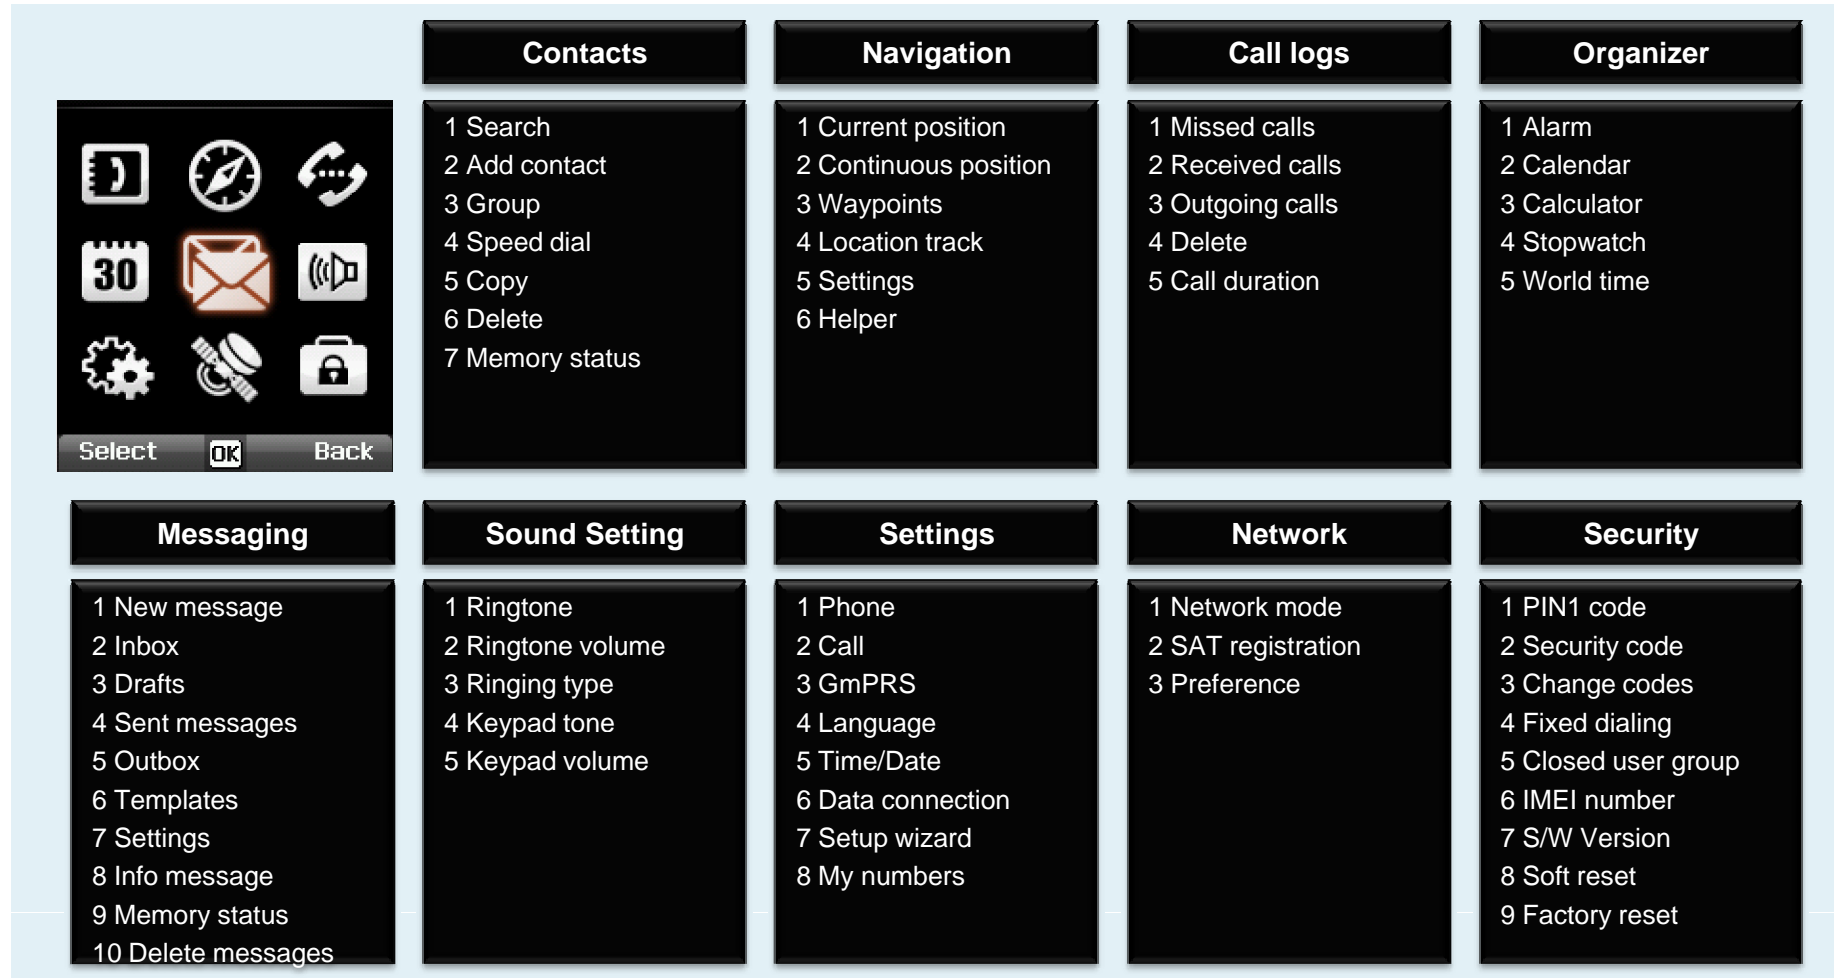 Contacts
1 Search
2 Add contact
3 Group
4 Speed dial
5 Copy
6 Delete
7 Memory status
Navigation
1 Current position
2 Continuous position
3 Waypoints
4 Location track
5 Settings
6 Helper
Call logs
1 Missed calls
2 Received calls
3 Outgoing calls
4 Delete
5 Call duration
Organizer
1 Alarm
2 Calendar
3 Calculator
4 Stopwatch
5 World time
30
Select OK Back
Messaging
1 New message
2 Inbox
3 Drafts
4 Sent messages
5 Outbox
6 Templates
7 Settings
8 Info message
9 Memory status
10 Delete messages
Sound Setting
1 Ringtone
2 Ringtone volume
3 Ringing type
4 Keypad tone
5 Keypad volume
Settings
1 Phone
2 Call
3 GmPRS
4 Language
5 Time/Date
6 Data connection
7 Setup wizard
8 My numbers
Network
1 Network mode
2 SAT registration
3 Preference
Security
1 PIN1 code
2 Security code
3 Change codes
4 Fixed dialing
5 Closed user group
6 IMEI number
7 S/W Version
8 Soft reset
9 Factory reset